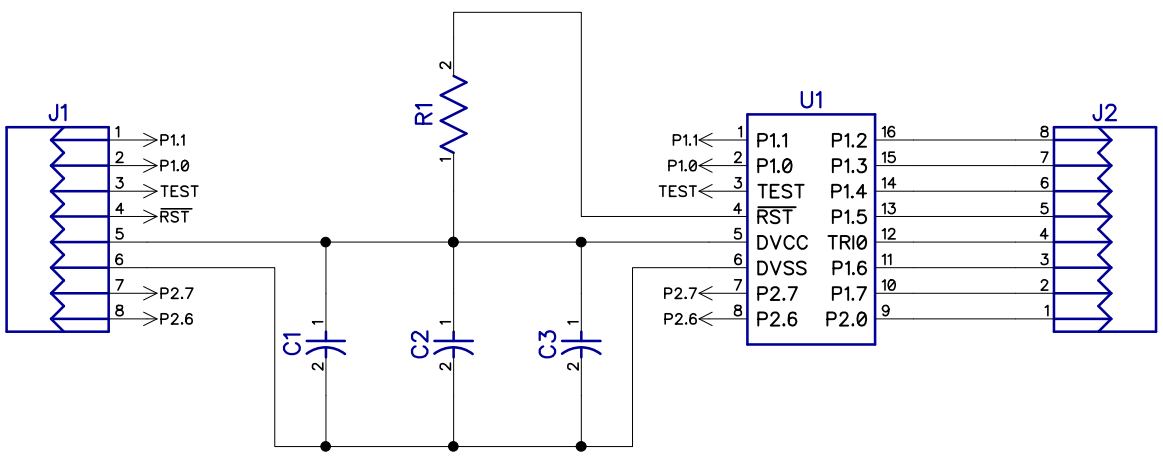 J1
1 P1.1
2 P1.0
3 TEST
4 RST
5
6
7 P2.7
8 P2.6
R1
2
1
C1
1
2
C2
1
2
C3
1
2
U1
P1.1 1 P1.1 P1.2 16
P1.0 2 P1.0 P1.3 15
TEST 3 TEST P1.4 14
4 RST P1.5 13
5 DVCC TRI0 12
6 DVSS P1.6 11
P2.7 7 P2.7 P1.7 10
P2.6 8 P2.6 P2.0 9
J2
8
7
6
5
4
3
2
1